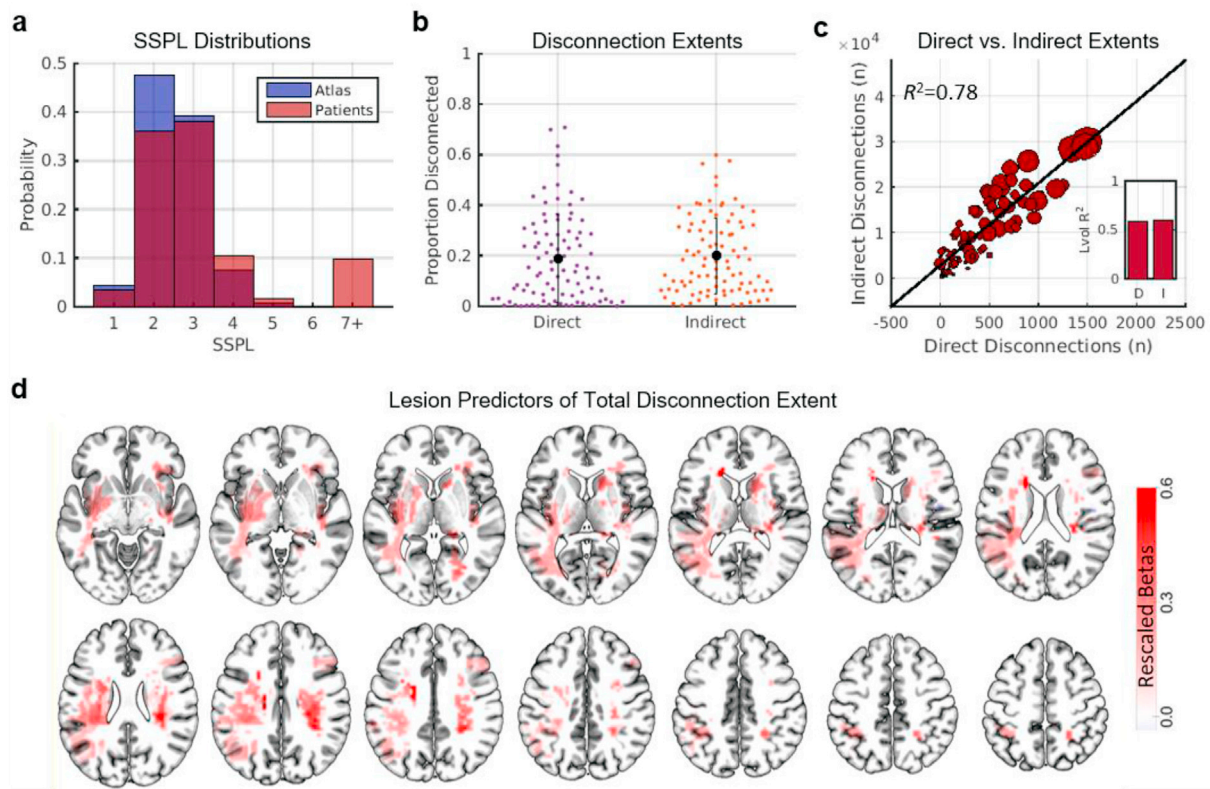 a
SSPL Distributions
0.5
0.4
0.3
0.2
0.1
0
Probability
Atlas
Patients
1 2 3 4 5 6 7+
SSPL
b
Disconnection Extents
1
0.8
0.6
0.4
0.2
0
Proportion Disconnected
Direct Indirect
c
Direct vs. Indirect Extents
×10⁴
R²=0.78
4
3
2
1
0
Indirect Disconnections (n)
-500 0 500 1000 1500 2000 2500
Direct Disconnections (n)
1
0.5
0
Lvol R²
D I
d
Lesion Predictors of Total Disconnection Extent
0.6
0.3
0.0
Rescaled Betas